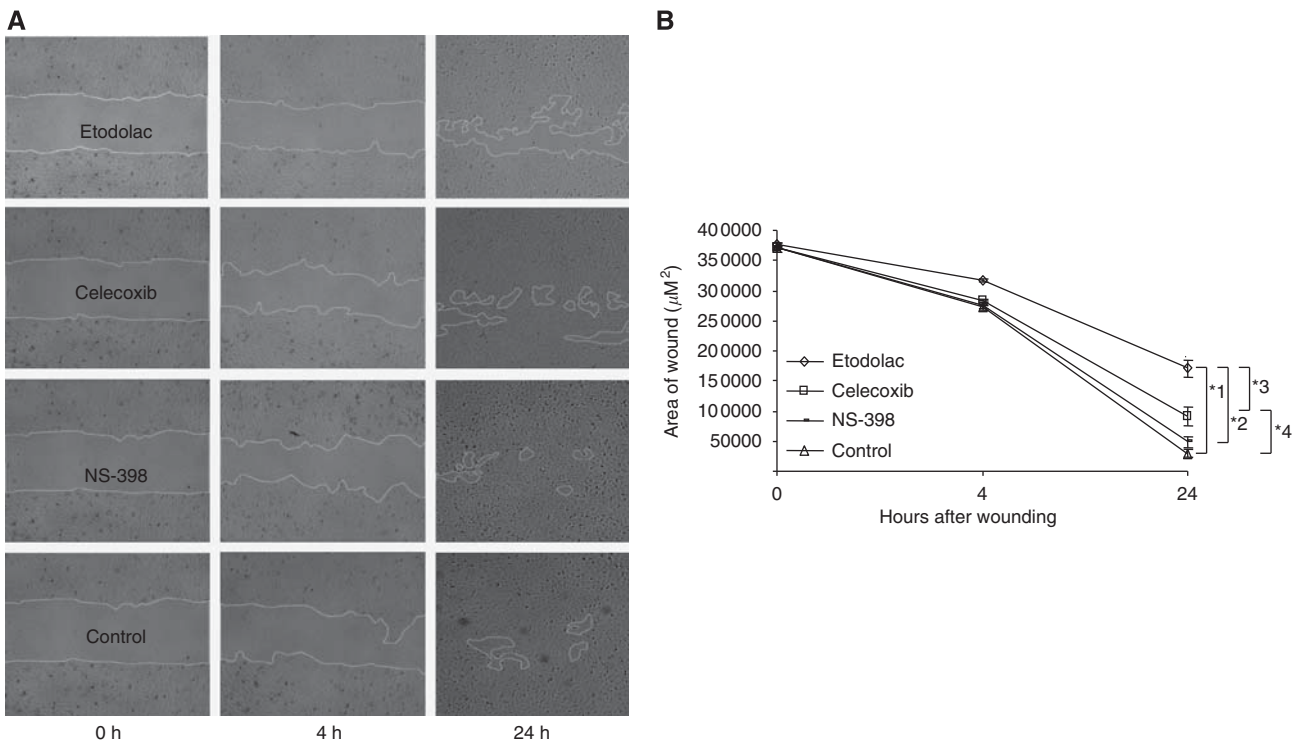 A
Etodolac
Celecoxib
NS-398
Control
0 h
4 h
24 h
B
Area of wound (µM²)
400000
350000
300000
250000
200000
150000
100000
50000
Etodolac
Celecoxib
NS-398
Control
*1
*2
*3
*4
0
4
24
Hours after wounding